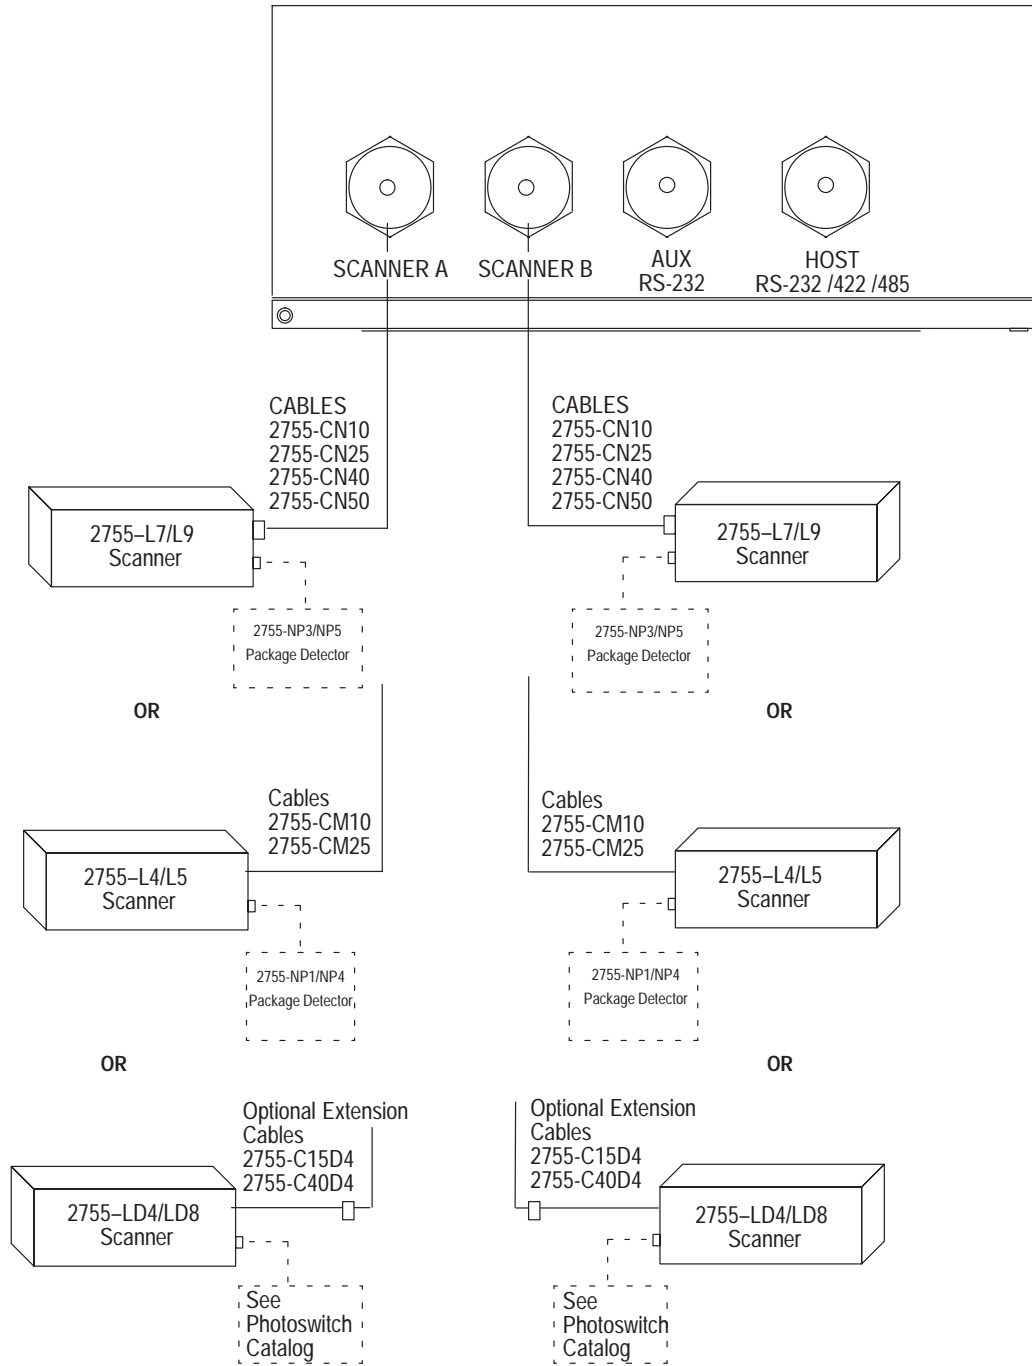 SCANNER A
SCANNER B
AUX
RS-232
HOST
RS-232 /422 /485
CABLES
2755-CN10
2755-CN25
2755-CN40
2755-CN50
CABLES
2755-CN10
2755-CN25
2755-CN40
2755-CN50
2755–L7/L9
Scanner
2755–L7/L9
Scanner
2755-NP3/NP5
Package Detector
2755-NP3/NP5
Package Detector
OR
OR
Cables
2755-CM10
2755-CM25
Cables
2755-CM10
2755-CM25
2755–L4/L5
Scanner
2755–L4/L5
Scanner
2755-NP1/NP4
Package Detector
2755-NP1/NP4
Package Detector
OR
OR
Optional Extension
Cables
2755-C15D4
2755-C40D4
Optional Extension
Cables
2755-C15D4
2755-C40D4
2755–LD4/LD8
Scanner
2755–LD4/LD8
Scanner
See
Photoswitch
Catalog
See
Photoswitch
Catalog